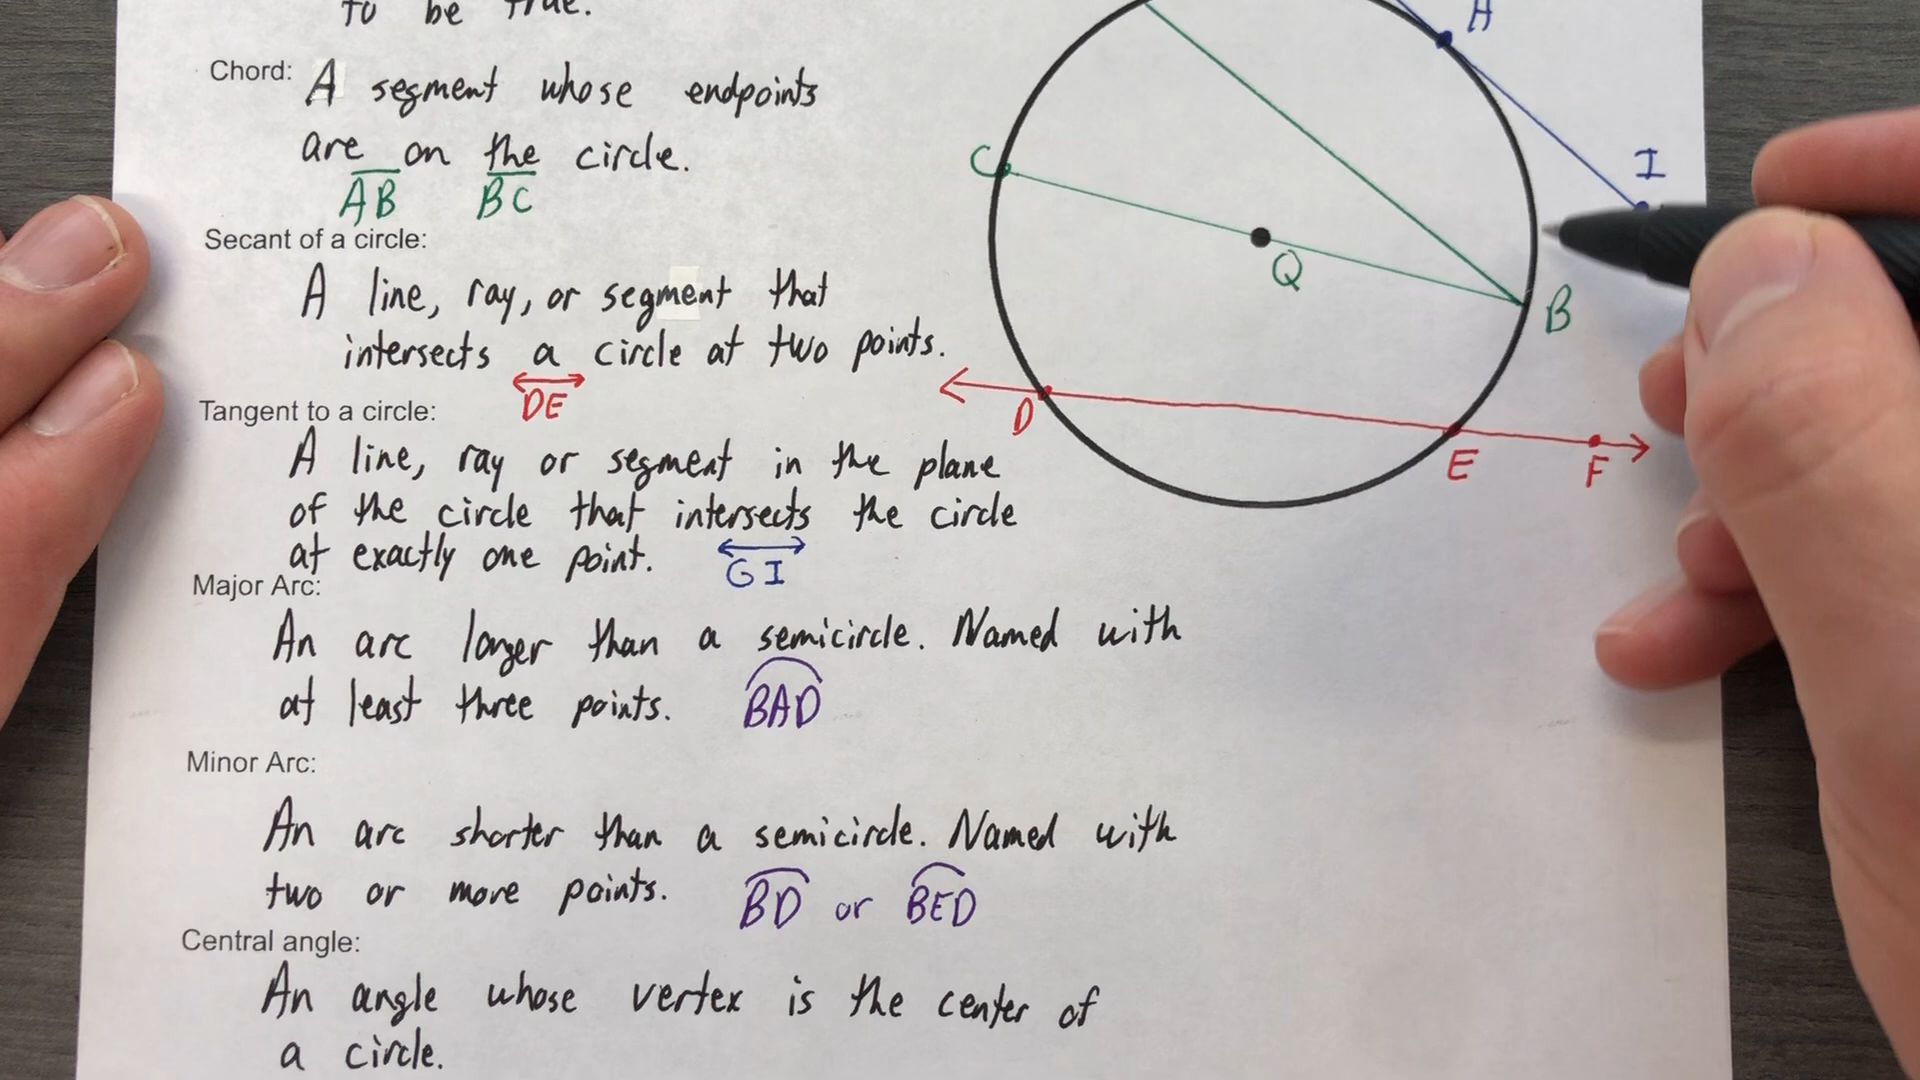 to be true.
Chord: A segment whose endpoints
are on the circle.
AB BC
Secant of a circle:
A line, ray, or segment that
intersects a circle at two points.
DE
Tangent to a circle:
A line, ray or segment in the plane
of the circle that intersects the circle
at exactly one point. GI
Major Arc:
An arc longer than a semicircle. Named with
at least three points. BAD
Minor Arc:
An arc shorter than a semicircle. Named with
two or more points. BD or BED
Central angle:
An angle whose vertex is the center of
a circle.
H
C
I
Q
B
D
E
F